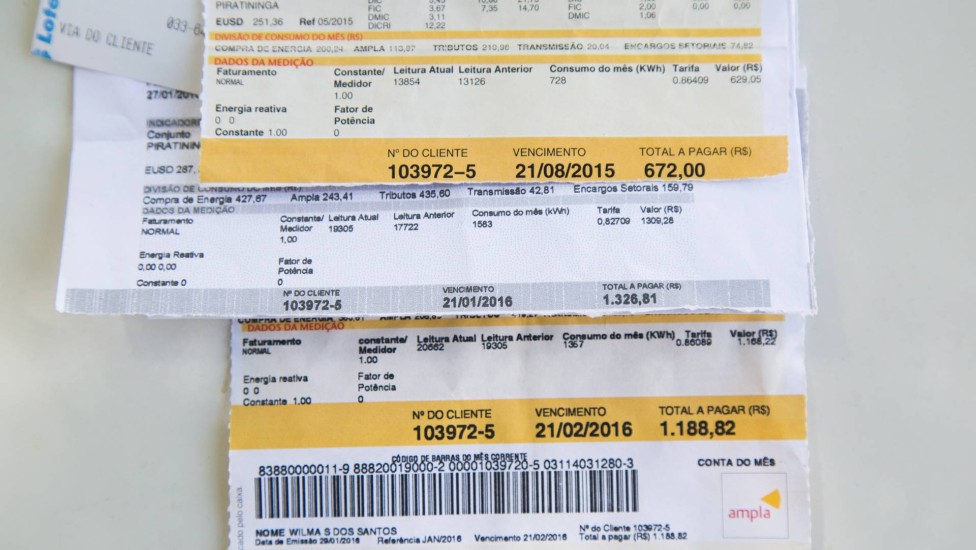 Lote
VIA DO CLIENTE
033-6
PIRATININGA
FIC 3,67 7,35 14,70 FIC 2,00 0,00 0,00
DMIC 3,11 DMIC 1,06
DICRI 12,22
EUSD 251,36 Ref 05/2015
DIVISÃO DE CONSUMO DO MÊS (R$)
COMPRA DE ENERGIA AMPLA TRIBUTOS TRANSMISSÃO 20,04 ENCARGOS SETORIAIS 74,82
DADOS DA MEDIÇÃO
Faturamento Constante/ Leitura Atual Leitura Anterior Consumo do mês (KWh) Tarifa Valor (R$)
NORMAL Medidor 13854 13126 728 0.86409 629,05
1.00
Energia reativa Fator de
0 0 Potência
Constante 1.00 0
Nº DO CLIENTE VENCIMENTO TOTAL A PAGAR (R$)
103972-5 21/08/2015 672,00
27/01/20
INDICADOR
Conjunto
PIRATININ
EUSD 287,
DIVISÃO DE CONSUMO DO MÊS (R$)
Compra de Energia 427,67 Ampla 243,41 Tributos 435,60 Transmissão 42,81 Encargos Setorais 159,79
DADOS DA MEDIÇÃO
Faturamento Constante/ Leitura Atual Leitura Anterior Consumo do mês (kWh) Tarifa Valor (R$)
NORMAL Medidor 19305 17722 1583 0,82709 1309,28
1,00
Energia Reativa Fator de
0,00 0,00 Potência
Constante 0 0
Nº DO CLIENTE VENCIMENTO TOTAL A PAGAR (R$)
103972-5 21/01/2016 1.326,81
DADOS DA MEDIÇÃO
Faturamento constante/ Leitura Atual Leitura Anterior Consumo do mês (KWh) Tarifa Valor (R$)
NORMAL Medidor 20662 19305 1357 0.86089 1.168,22
1.00
Energia reativa Fator de
0 0 Potência
Constante 1.00 0
Nº DO CLIENTE VENCIMENTO TOTAL A PAGAR (R$)
103972-5 21/02/2016 1.188,82
CÓDIGO DE BARRAS DO MÊS CORRENTE
83880000011-9 88820019000-2 00001039720-5 03114031280-3
CONTA DO MÊS
ampla
cado pelo caixa.
NOME WILMA S DOS SANTOS Nº do Cliente 103972-5
Data de Emissão 29/01/2016 Referência JAN/2016 Vencimento 21/02/2016 Total a pagar (R$) 1.188,82